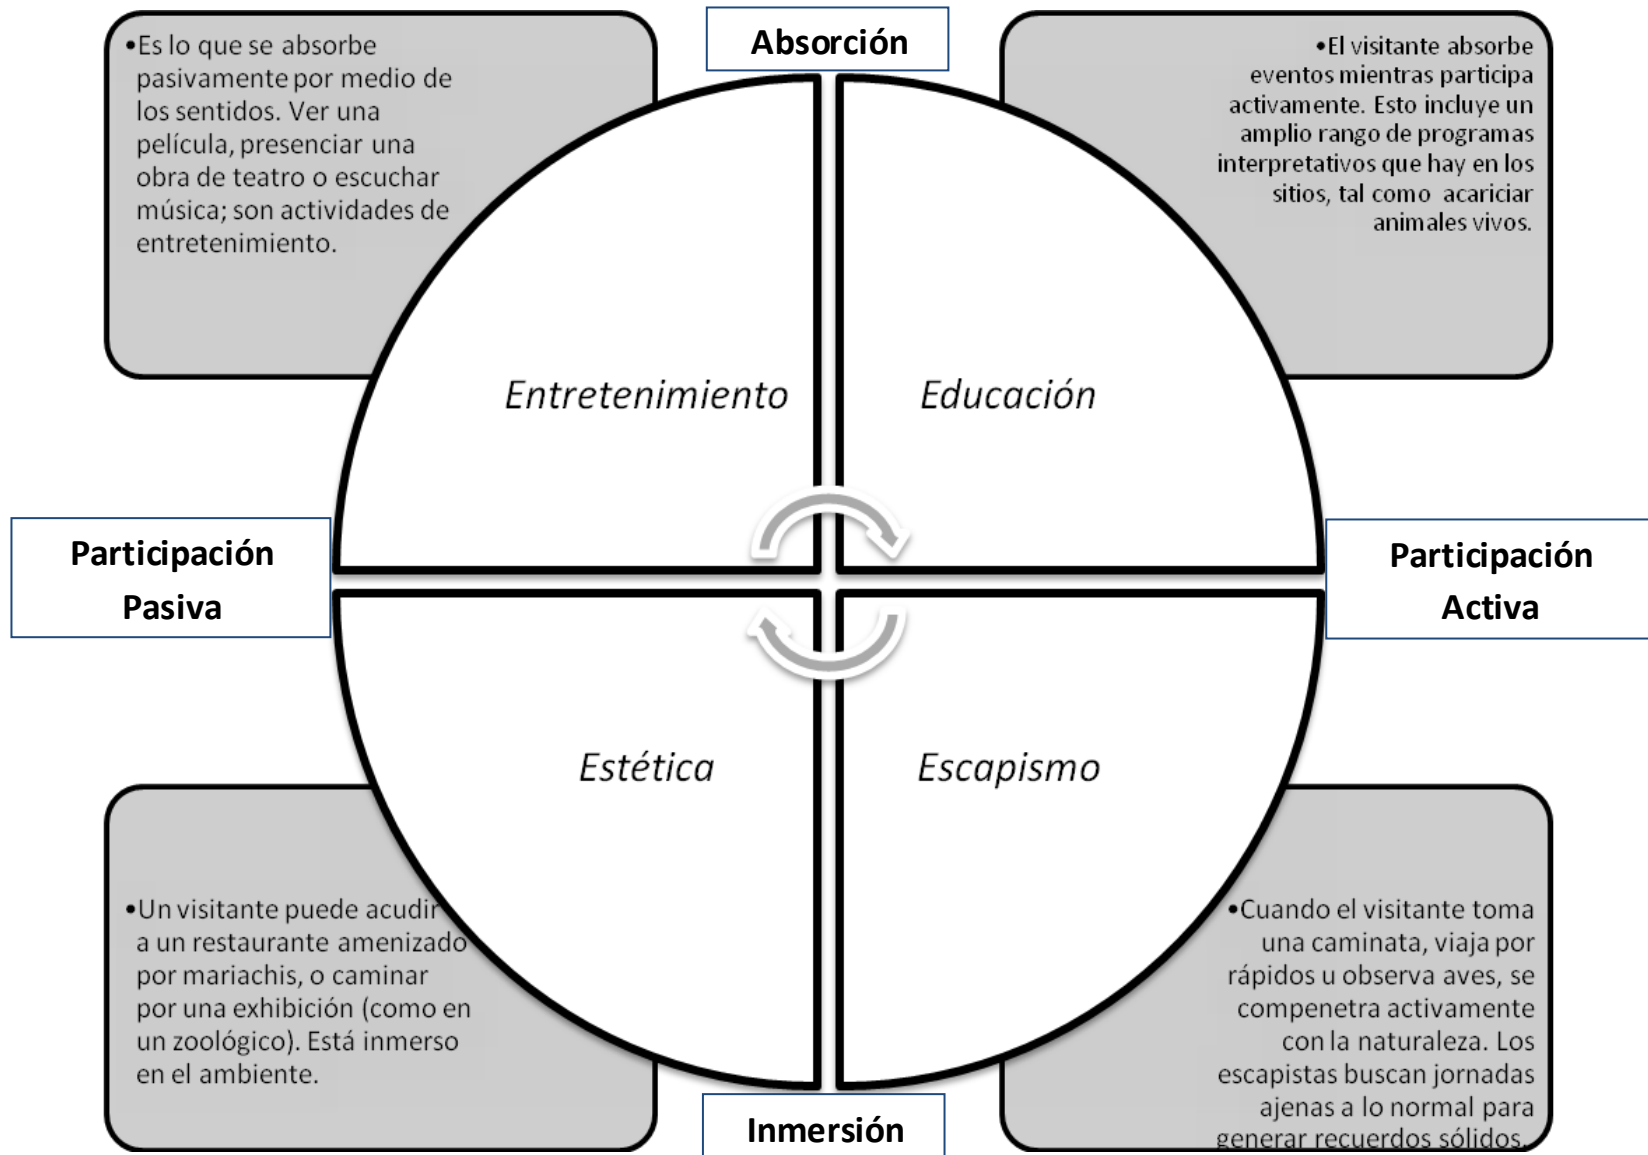 Absorción
•Es lo que se absorbe
pasivamente por medio de
los sentidos. Ver una
película, presenciar una
obra de teatro o escuchar
música; son actividades de
entretenimiento.
•El visitante absorbe
eventos mientras participa
activamente. Esto incluye un
amplio rango de programas
interpretativos que hay en los
sitios, tal como acariciar
animales vivos.
Entretenimiento
Educación
Participación
Pasiva
Participación
Activa
Estética
Escapismo
•Un visitante puede acudir
a un restaurante amenizado
por mariachis, o caminar
por una exhibición (como en
un zoológico). Está inmerso
en el ambiente.
•Cuando el visitante toma
una caminata, viaja por
rápidos u observa aves, se
compenetra activamente
con la naturaleza. Los
escapistas buscan jornadas
ajenas a lo normal para
generar recuerdos sólidos.
Inmersión